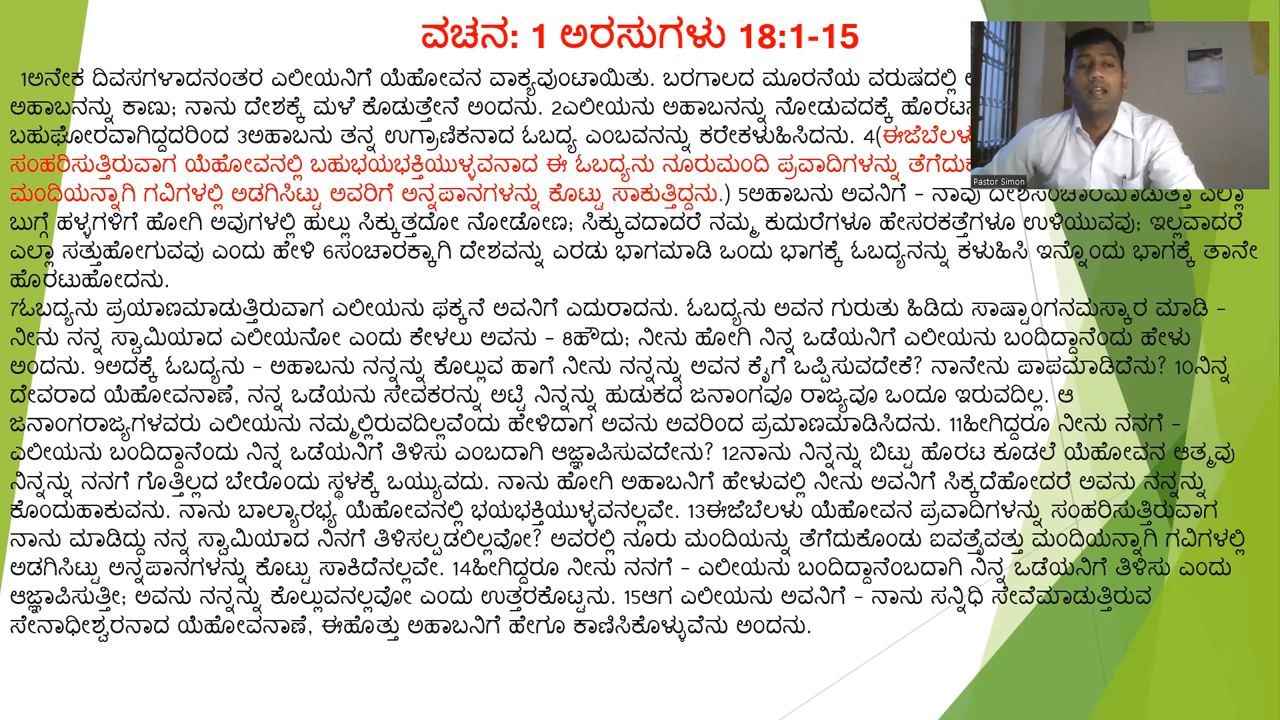 ವಚನ: 1 ಅರಸುಗಳು 18:1-15
1ಅನೇಕ ದಿವಸಗಳಾದನಂತರ ಎಲೀಯನಿಗೆ ಯೆಹೋವನ ವಾಕ್ಯವುಂಟಾಯಿತು. ಬರಗಾಲದ ಮೂರನೆಯ ವರುಷದಲ್ಲಿ
ಅಹಾಬನನ್ನು ಕಾಣು; ನಾನು ದೇಶಕ್ಕೆ ಮಳೆ ಕೊಡುತ್ತೇನೆ ಅಂದನು. 2ಎಲೀಯನು ಅಹಾಬನನ್ನು ನೋಡುವದಕ್ಕೆ
ಬಹುಘೋರವಾಗಿದ್ದದರಿಂದ 3ಅಹಾಬನು ತನ್ನ ಉಗ್ರಾಣಿಕನಾದ ಓಬದ್ಯ ಎಂಬವನನ್ನು ಕರೇಕಳುಹಿಸಿದನು. 4(
ಸಂಹರಿಸುತ್ತಿರುವಾಗ ಯೆಹೋವನಲ್ಲಿ ಬಹುಭಯಭಕ್ತಿಯುಳ್ಳವನಾದ ಈ ಓಬದ್ಯನು ನೂರುಮಂದಿ ಪ್ರವಾದಿಗಳನ್ನು
ಮಂದಿಯನ್ನಾಗಿ ಗವಿಗಳಲ್ಲಿ ಅಡಗಿಸಿಟ್ಟು ಅವರಿಗೆ ಅನ್ನಪಾನಗಳನ್ನು ಕೊಟ್ಟು ಸಾಕುತ್ತಿದ್ದನು.) 5ಅಹಾಬನು ಅವನಿಗೆ – ನಾವು ದೇಶಸಂಚಾರಮಾಡುತ್ತಾ ಎಲ್ಲಾ
ಬುಗ್ಗೆ ಹಳ್ಳಗಳಿಗೆ ಹೋಗಿ ಅವುಗಳಲ್ಲಿ ಹುಲ್ಲು ಸಿಕ್ಕುತ್ತದೋ ನೋಡೋಣ; ಸಿಕ್ಕುವದಾದರೆ ನಮ್ಮ ಕುದುರೆಗಳೂ ಹೇಸರಕತ್ತೆಗಳೂ ಉಳಿಯುವವು; ಇಲ್ಲವಾದರೆ
ಎಲ್ಲಾ ಸತ್ತುಹೋಗುವವು ಎಂದು ಹೇಳಿ 6ಸಂಚಾರಕ್ಕಾಗಿ ದೇಶವನ್ನು ಎರಡು ಭಾಗಮಾಡಿ ಒಂದು ಭಾಗಕ್ಕೆ ಓಬದ್ಯನನ್ನು ಕಳುಹಿಸಿ ಇನ್ನೊಂದು ಭಾಗಕ್ಕೆ ತಾನೇ
ಹೊರಟುಹೋದನು.
7ಓಬದ್ಯನು ಪ್ರಯಾಣಮಾಡುತ್ತಿರುವಾಗ ಎಲೀಯನು ಫಕ್ಕನೆ ಅವನಿಗೆ ಎದುರಾದನು. ಓಬದ್ಯನು ಅವನ ಗುರುತು ಹಿಡಿದು ಸಾಷ್ಟಾಂಗನಮಸ್ಕಾರ ಮಾಡಿ –
ನೀನು ನನ್ನ ಸ್ವಾಮಿಯಾದ ಎಲೀಯನೋ ಎಂದು ಕೇಳಲು ಅವನು – 8ಹೌದು; ನೀನು ಹೋಗಿ ನಿನ್ನ ಒಡೆಯನಿಗೆ ಎಲೀಯನು ಬಂದಿದ್ದಾನೆಂದು ಹೇಳು
ಅಂದನು. 9ಅದಕ್ಕೆ ಓಬದ್ಯನು – ಅಹಾಬನು ನನ್ನನ್ನು ಕೊಲ್ಲುವ ಹಾಗೆ ನೀನು ನನ್ನನ್ನು ಅವನ ಕೈಗೆ ಒಪ್ಪಿಸುವದೇಕೆ? ನಾನೇನು ಪಾಪಮಾಡಿದೆನು? 10ನಿನ್ನ
ದೇವರಾದ ಯೆಹೋವನಾಣೆ, ನನ್ನ ಒಡೆಯನು ಸೇವಕರನ್ನು ಅಟ್ಟಿ ನಿನ್ನನ್ನು ಹುಡುಕದ ಜನಾಂಗವೂ ರಾಜ್ಯವೂ ಒಂದೂ ಇರುವದಿಲ್ಲ. ಆ
ಜನಾಂಗರಾಜ್ಯಗಳವರು ಎಲೀಯನು ನಮ್ಮಲ್ಲಿರುವದಿಲ್ಲವೆಂದು ಹೇಳಿದಾಗ ಅವನು ಅವರಿಂದ ಪ್ರಮಾಣಮಾಡಿಸಿದನು. 11ಹೀಗಿದ್ದರೂ ನೀನು ನನಗೆ –
ಎಲೀಯನು ಬಂದಿದ್ದಾನೆಂದು ನಿನ್ನ ಒಡೆಯನಿಗೆ ತಿಳಿಸು ಎಂಬದಾಗಿ ಆಜ್ಞಾಪಿಸುವದೇನು? 12ನಾನು ನಿನ್ನನ್ನು ಬಿಟ್ಟು ಹೊರಟ ಕೂಡಲೆ ಯೆಹೋವನ ಆತ್ಮವು
ನಿನ್ನನ್ನು ನನಗೆ ಗೊತ್ತಿಲ್ಲದ ಬೇರೊಂದು ಸ್ಥಳಕ್ಕೆ ಒಯ್ಯುವದು. ನಾನು ಹೋಗಿ ಅಹಾಬನಿಗೆ ಹೇಳುವಲ್ಲಿ ನೀನು ಅವನಿಗೆ ಸಿಕ್ಕದೆಹೋದರೆ ಅವನು ನನ್ನನ್ನು
ಕೊಂದುಹಾಕುವನು. ನಾನು ಬಾಲ್ಯಾರಭ್ಯ ಯೆಹೋವನಲ್ಲಿ ಭಯಭಕ್ತಿಯುಳ್ಳವನಲ್ಲವೇ. 13ಈಜೆಬೆಲಳು ಯೆಹೋವನ ಪ್ರವಾದಿಗಳನ್ನು ಸಂಹರಿಸುತ್ತಿರುವಾಗ
ನಾನು ಮಾಡಿದ್ದು ನನ್ನ ಸ್ವಾಮಿಯಾದ ನಿನಗೆ ತಿಳಿಸಲ್ಪಡಲಿಲ್ಲವೋ? ಅವರಲ್ಲಿ ನೂರು ಮಂದಿಯನ್ನು ತೆಗೆದುಕೊಂಡು ಐವತ್ತೈವತ್ತು ಮಂದಿಯನ್ನಾಗಿ ಗವಿಗಳಲ್ಲಿ
ಅಡಗಿಸಿಟ್ಟು ಅನ್ನಪಾನಗಳನ್ನು ಕೊಟ್ಟು ಸಾಕಿದೆನಲ್ಲವೇ. 14ಹೀಗಿದ್ದರೂ ನೀನು ನನಗೆ – ಎಲೀಯನು ಬಂದಿದ್ದಾನೆಂಬದಾಗಿ ನಿನ್ನ ಒಡೆಯನಿಗೆ ತಿಳಿಸು ಎಂದು
ಆಜ್ಞಾಪಿಸುತ್ತೀ; ಅವನು ನನ್ನನ್ನು ಕೊಲ್ಲುವನಲ್ಲವೋ ಎಂದು ಉತ್ತರಕೊಟ್ಟನು. 15ಆಗ ಎಲೀಯನು ಅವನಿಗೆ – ನಾನು ಸನ್ನಿಧಿ ಸೇವೆಮಾಡುತ್ತಿರುವ
ಸೇನಾಧೀಶ್ವರನಾದ ಯೆಹೋವನಾಣೆ, ಈಹೊತ್ತು ಅಹಾಬನಿಗೆ ಹೇಗೂ ಕಾಣಿಸಿಕೊಳ್ಳುವೆನು ಅಂದನು.
Pastor Simon